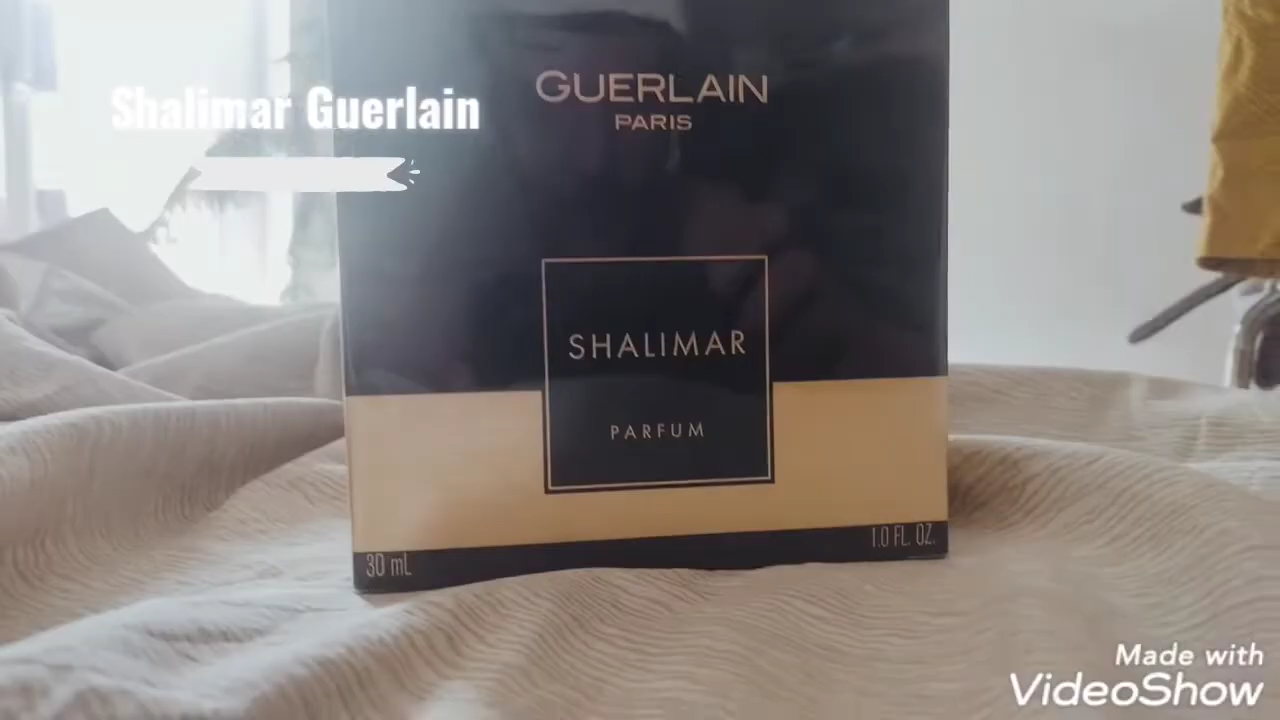 Shalimar Guerlain
GUERLAIN
PARIS
SHALIMAR
PARFUM
30 mL
1.0 FL. OZ.
Made with
VideoShow